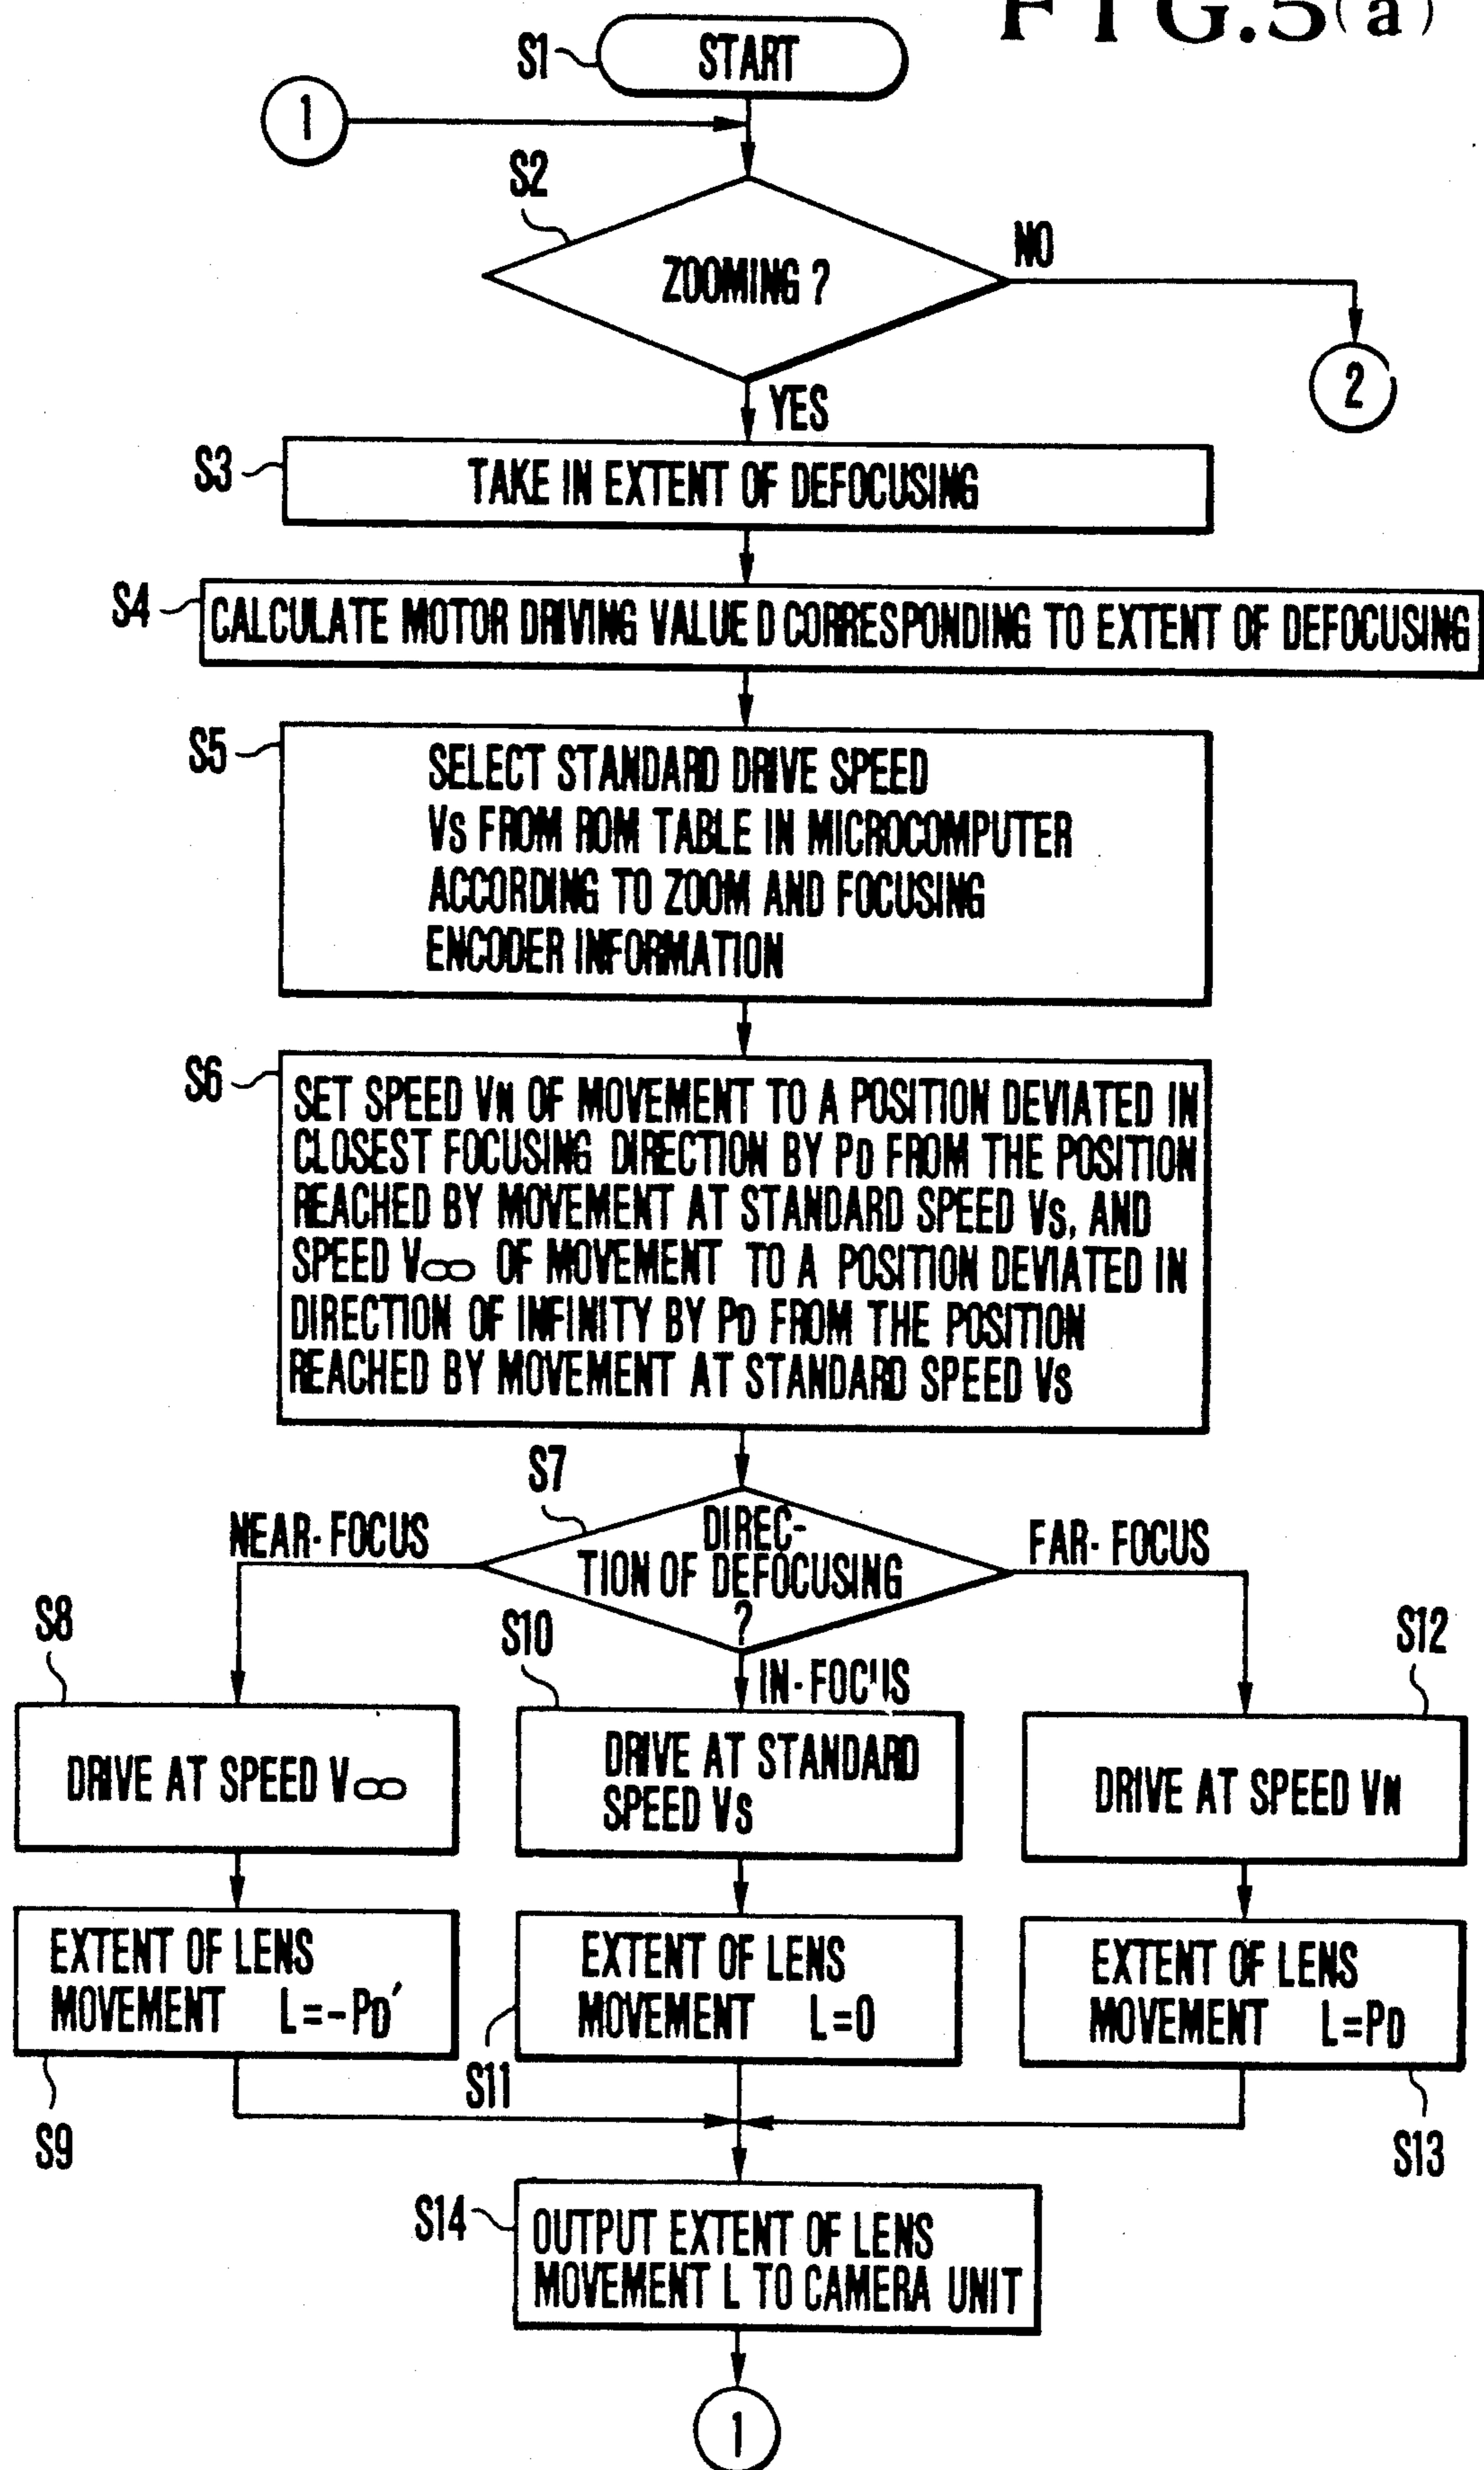 FIG.5(a)
S1
START
1
S2
ZOOMING ?
NO
2
YES
S3
TAKE IN EXTENT OF DEFOCUSING
S4
CALCULATE MOTOR DRIVING VALUE D CORRESPONDING TO EXTENT OF DEFOCUSING
S5
SELECT STANDARD DRIVE SPEED
VS FROM ROM TABLE IN MICROCOMPUTER
ACCORDING TO ZOOM AND FOCUSING
ENCODER INFORMATION
S6
SET SPEED VN OF MOVEMENT TO A POSITION DEVIATED IN
CLOSEST FOCUSING DIRECTION BY PD FROM THE POSITION
REACHED BY MOVEMENT AT STANDARD SPEED VS, AND
SPEED V∞ OF MOVEMENT TO A POSITION DEVIATED IN
DIRECTION OF INFINITY BY PD FROM THE POSITION
REACHED BY MOVEMENT AT STANDARD SPEED VS
S7
DIREC-
TION OF DEFOCUSING
?
NEAR-FOCUS
FAR-FOCUS
IN-FOCUS
S8
DRIVE AT SPEED V∞
S10
DRIVE AT STANDARD
SPEED VS
S12
DRIVE AT SPEED VN
EXTENT OF LENS
MOVEMENT L=-PD'
S9
EXTENT OF LENS
MOVEMENT L=0
S11
EXTENT OF LENS
MOVEMENT L=PD
S13
S14
OUTPUT EXTENT OF LENS
MOVEMENT L TO CAMERA UNIT
1